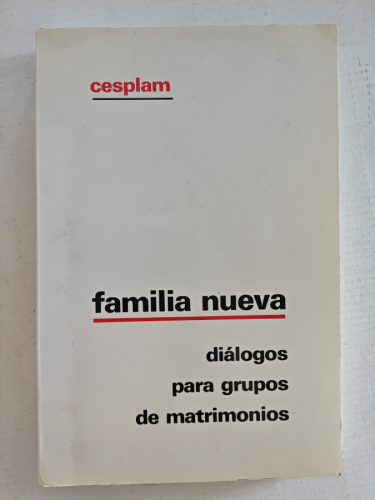 cesplam
familia nueva
diálogos
para grupos
de matrimonios